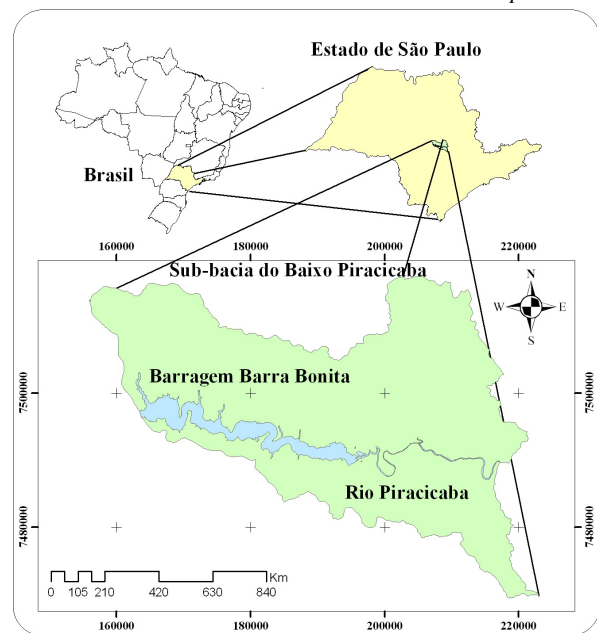 Estado de São Paulo
Brasil
160000 180000 200000 220000
Sub-bacia do Baixo Piracicaba
N
W E
S
Barragem Barra Bonita
7500000 7500000
Rio Piracicaba
7480000 7480000
Km
0 105 210 420 630 840
160000 180000 200000 220000